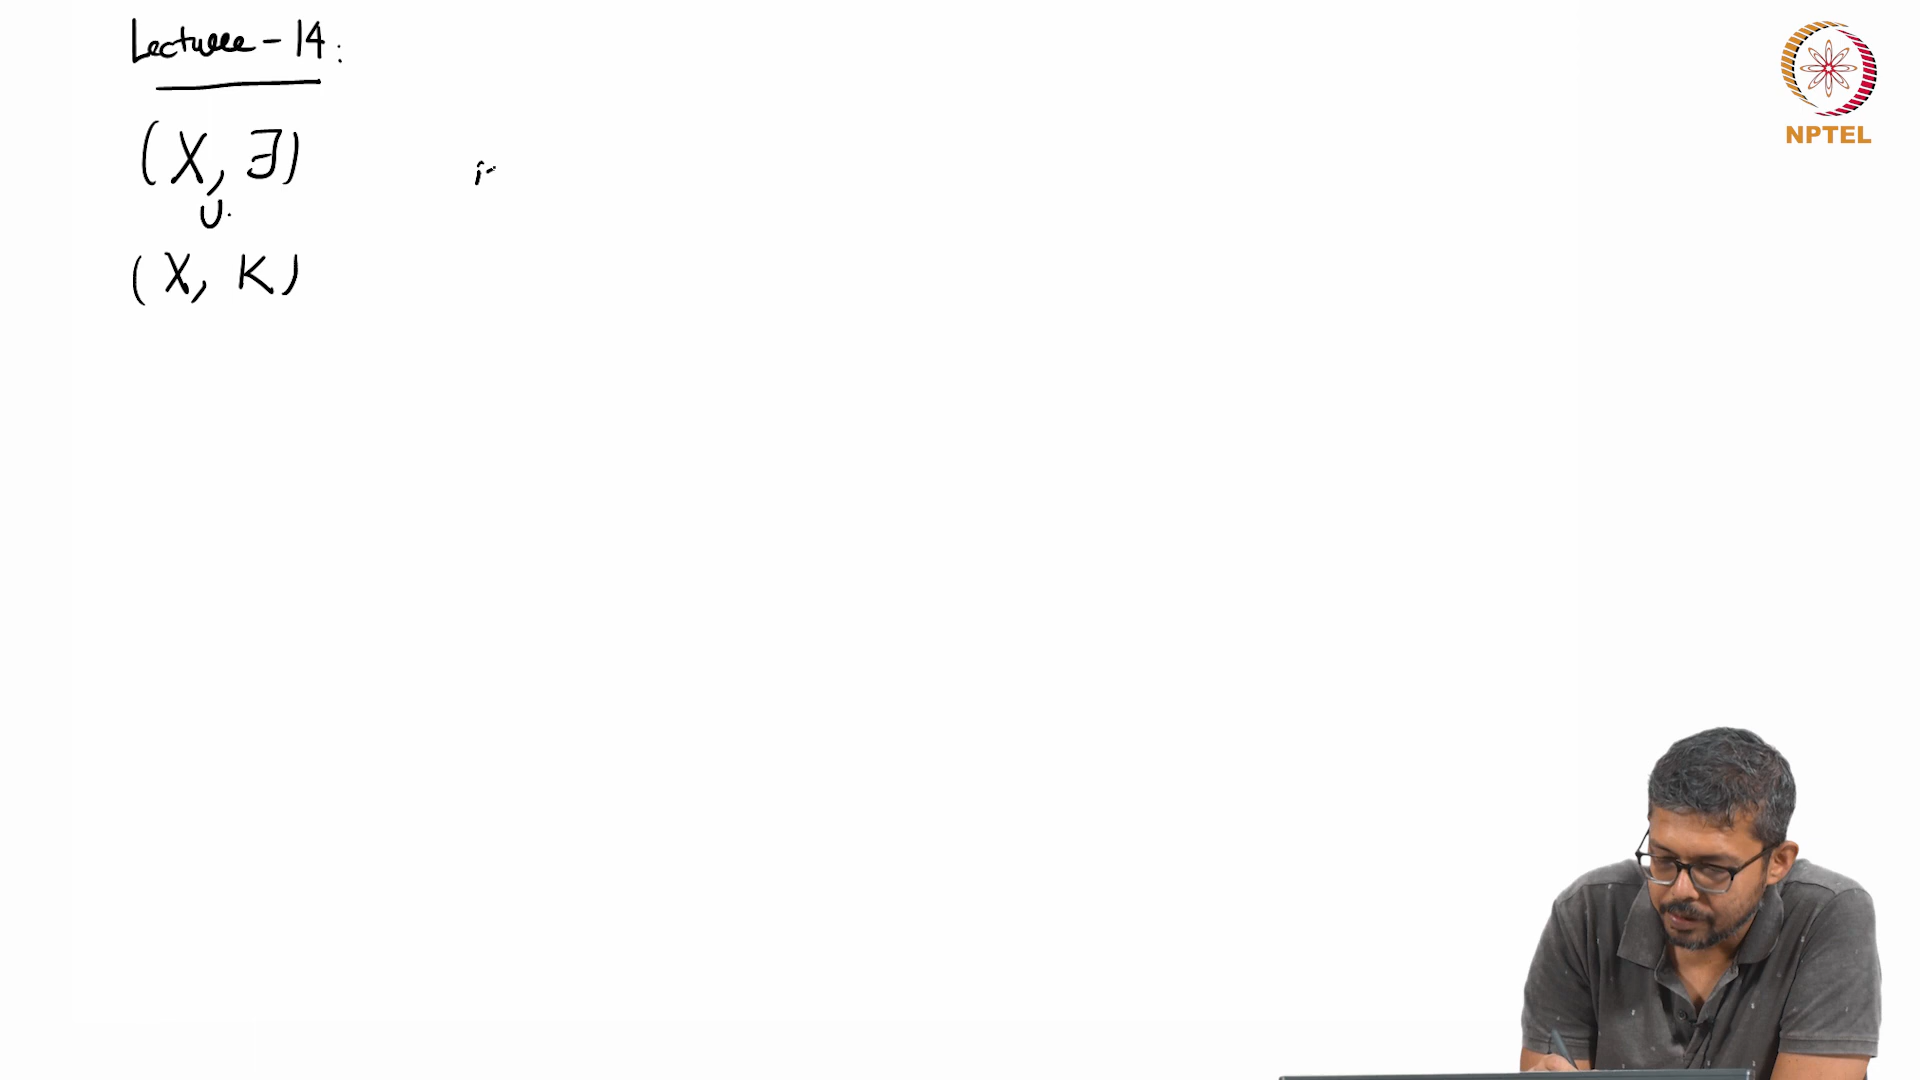 Lecture - 14:
(X, ∃)
U.
(X, K)
NPTEL